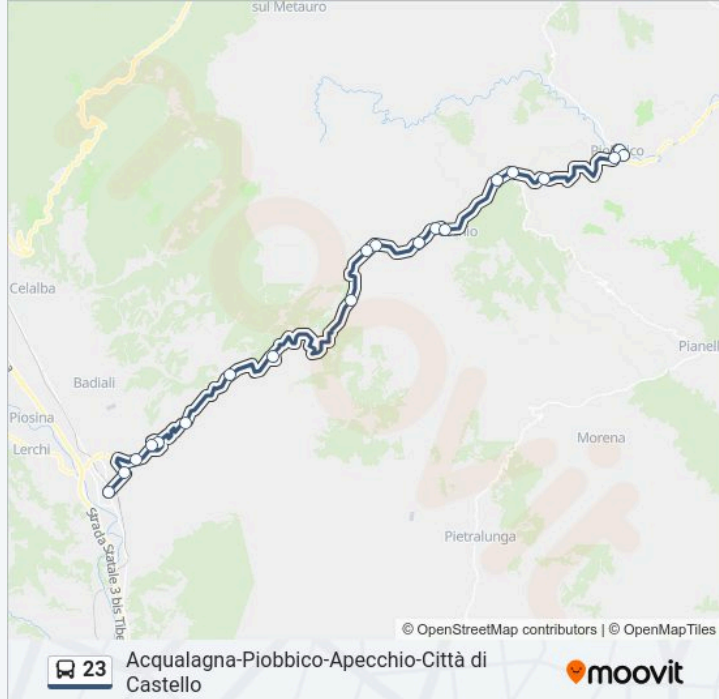 sul Metauro
Piobbico
Celalba
Pianell
Badiali
Piosina
Lerchi
Morena
Strada Statale 3 bis Tibe
Pietralunga
© OpenStreetMap contributors | © OpenMapTiles
23
Acqualagna-Piobbico-Apecchio-Città di
Castello
moovit
moovit